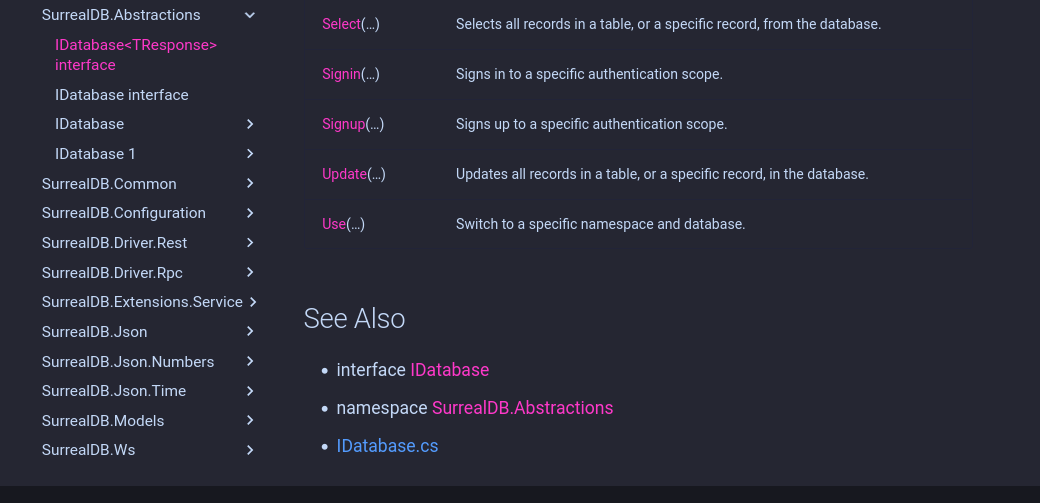 SurrealDB.Abstractions
IDatabase<TResponse>
interface
IDatabase interface
IDatabase
IDatabase 1
SurrealDB.Common
SurrealDB.Configuration
SurrealDB.Driver.Rest
SurrealDB.Driver.Rpc
SurrealDB.Extensions.Service
SurrealDB.Json
SurrealDB.Json.Numbers
SurrealDB.Json.Time
SurrealDB.Models
SurrealDB.Ws
Select(…) Selects all records in a table, or a specific record, from the database.
Signin(…) Signs in to a specific authentication scope.
Signup(…) Signs up to a specific authentication scope.
Update(…) Updates all records in a table, or a specific record, in the database.
Use(…) Switch to a specific namespace and database.
See Also
• interface IDatabase
• namespace SurrealDB.Abstractions
• IDatabase.cs